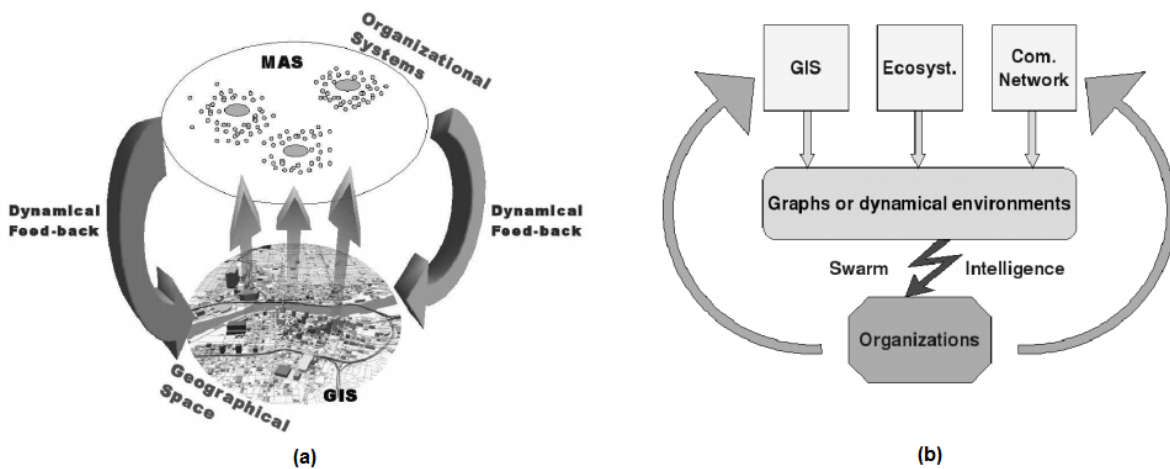 Organizational
Systems
MAS
Dynamical
Feed-back
Dynamical
Feed-back
Geographical
Space
GIS
(a)
GIS
Ecosyst.
Com.
Network
Graphs or dynamical environments
Swarm Intelligence
Organizations
(b)